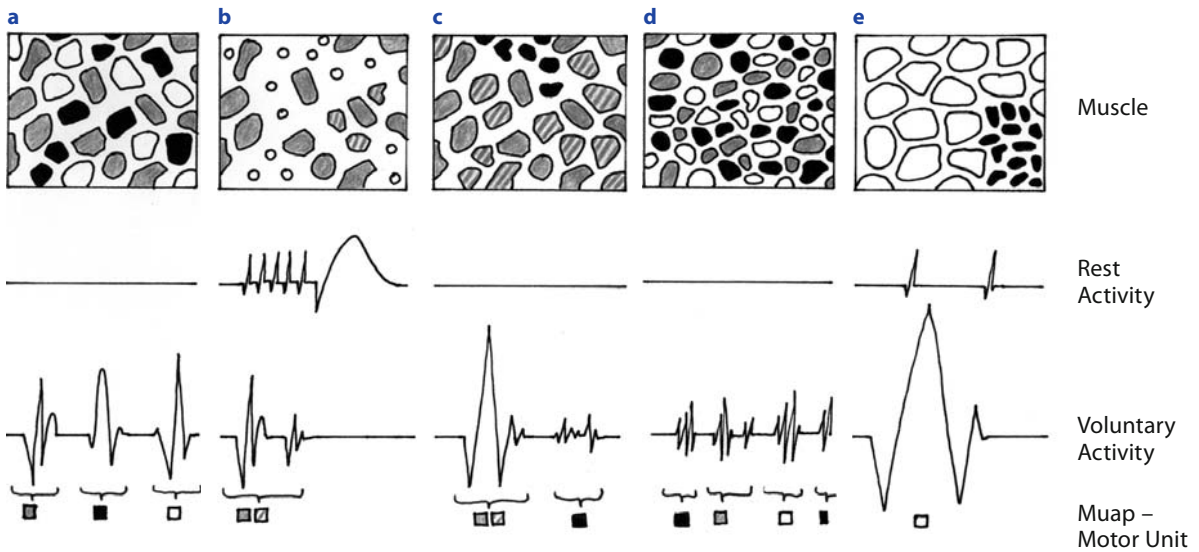 a b c d e
Muscle
Rest
Activity
Voluntary
Activity
Muap –
Motor Unit